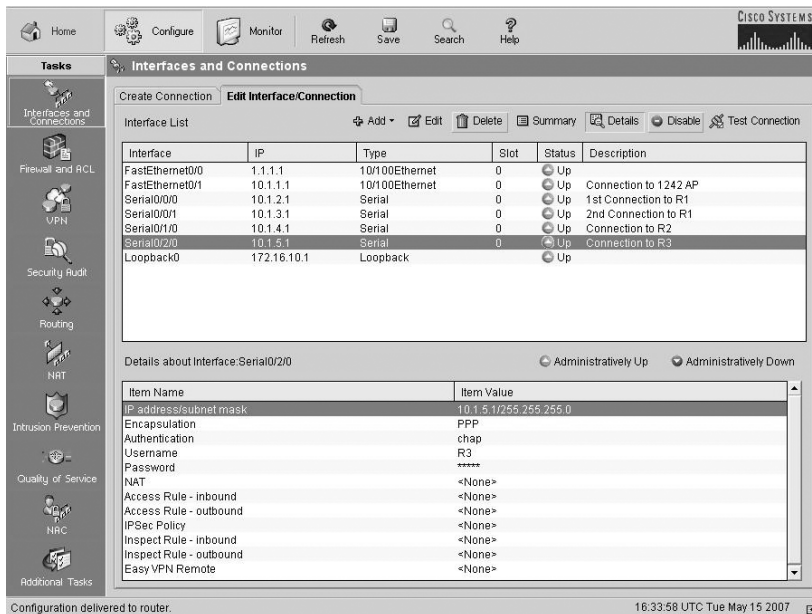 Home
Configure
Monitor
Refresh
Save
Search
Help
CISCO SYSTEMS
Tasks
Interfaces and Connections
Interfaces and
Connections
Firewall and ACL
VPN
Security Audit
Routing
NAT
Intrusion Prevention
Quality of Service
NAC
Additional Tasks
Create Connection Edit Interface/Connection
Interface List Add Edit Delete Summary Details Disable Test Connection
Interface IP Type Slot Status Description
FastEthernet0/0 1.1.1.1 10/100Ethernet 0 Up
FastEthernet0/1 10.1.1.1 10/100Ethernet 0 Up Connection to 1242 AP
Serial0/0/0 10.1.2.1 Serial 0 Up 1st Connection to R1
Serial0/0/1 10.1.3.1 Serial 0 Up 2nd Connection to R1
Serial0/1/0 10.1.4.1 Serial 0 Up Connection to R2
Serial0/2/0 10.1.5.1 Serial 0 Up Connection to R3
Loopback0 172.16.10.1 Loopback Up
Details about Interface:Serial0/2/0 Administratively Up Administratively Down
Item Name Item Value
IP address/subnet mask 10.1.5.1/255.255.255.0
Encapsulation PPP
Authentication chap
Username R3
Password *****
NAT <None>
Access Rule - inbound <None>
Access Rule - outbound <None>
IPSec Policy <None>
Inspect Rule - inbound <None>
Inspect Rule - outbound <None>
Easy VPN Remote <None>
Configuration delivered to router. 16:33:58 UTC Tue May 15 2007